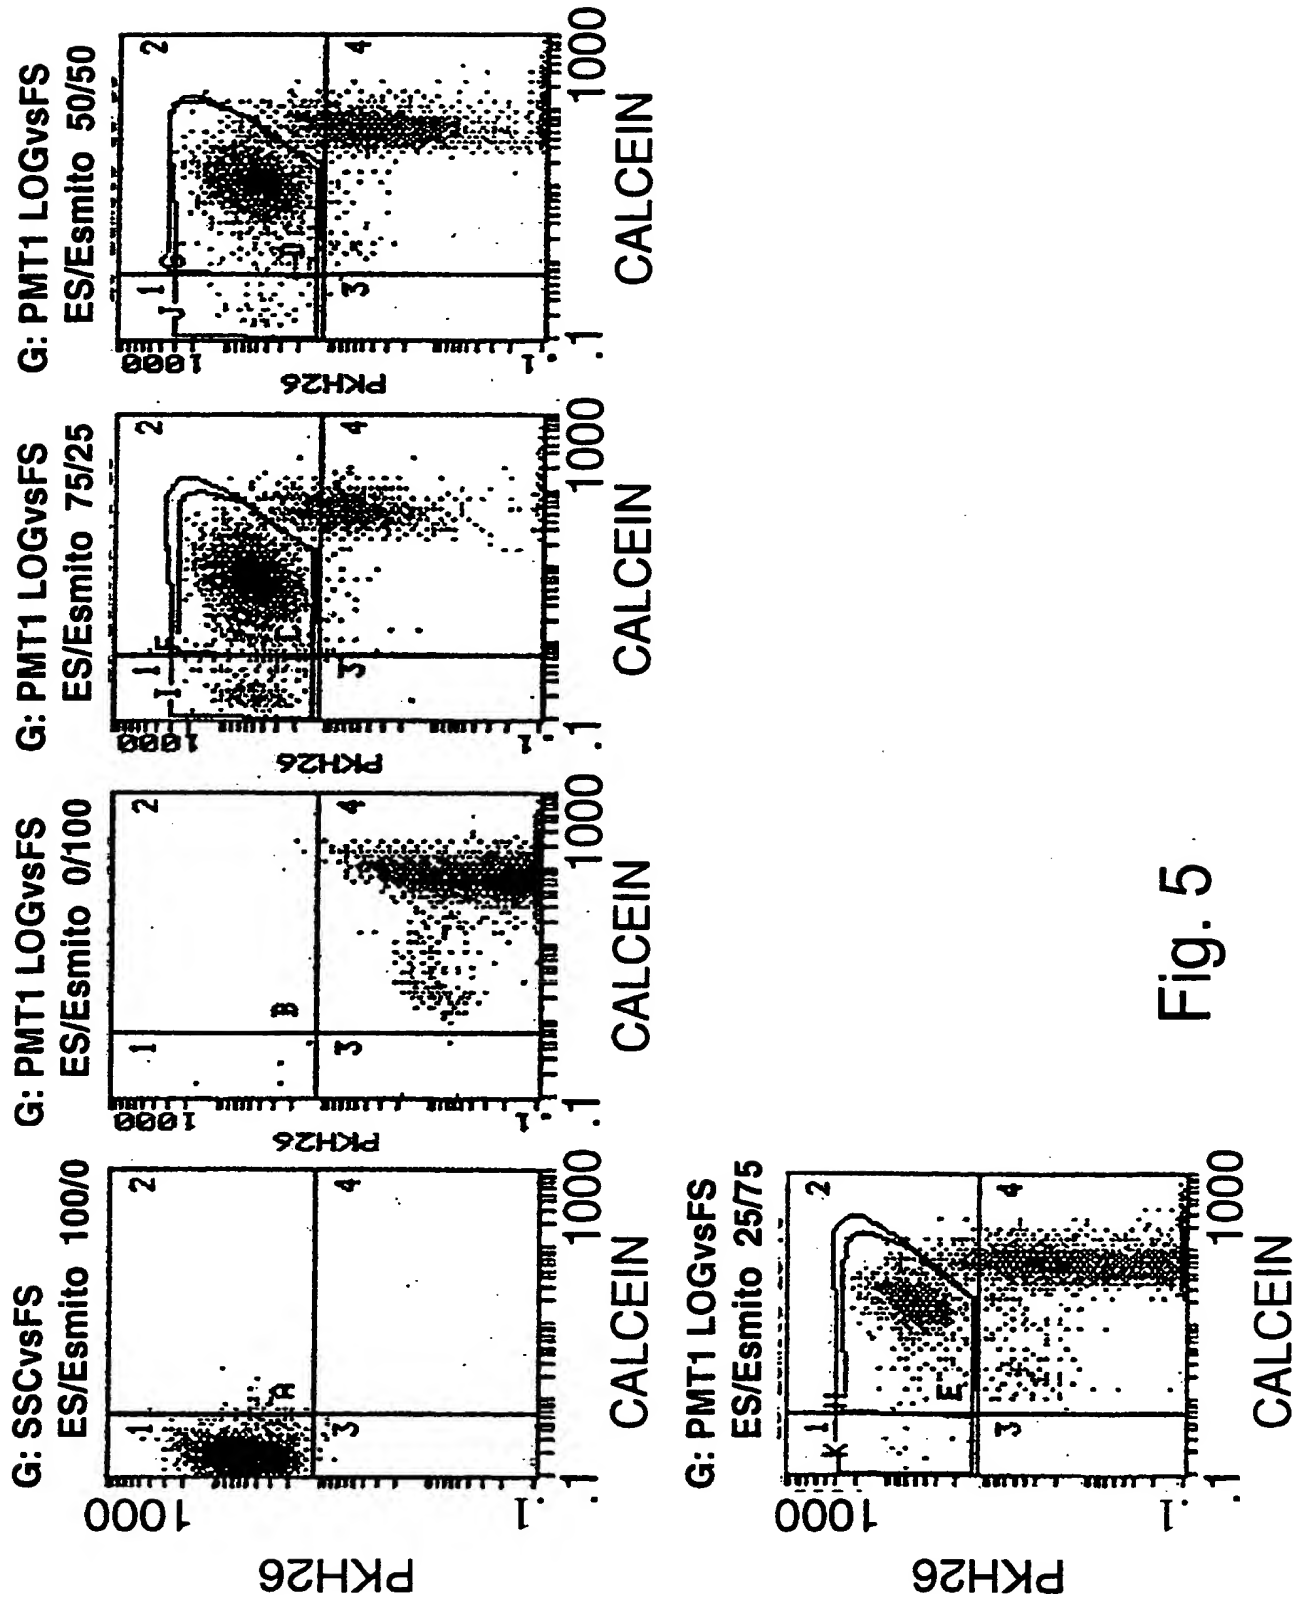 G: SSCvsFS
ES/Esmito 100/0
PKH26
1000
1
.1
1
2
3
4
A
.1
1000
CALCEIN
G: PMT1 LOGvsFS
ES/Esmito 0/100
PKH26
1000
1
2
3
4
B
.1
.1
1000
CALCEIN
G: PMT1 LOGvsFS
ES/Esmito 75/25
PKH26
1000
1
2
3
4
I
F
C
.1
.1
1000
CALCEIN
G: PMT1 LOGvsFS
ES/Esmito 50/50
PKH26
1000
1
2
3
4
J
G
D
.1
.1
1000
CALCEIN
G: PMT1 LOGvsFS
ES/Esmito 25/75
PKH26
1000
1
.1
1
2
3
4
K
H
E
.1
1000
CALCEIN
Fig. 5